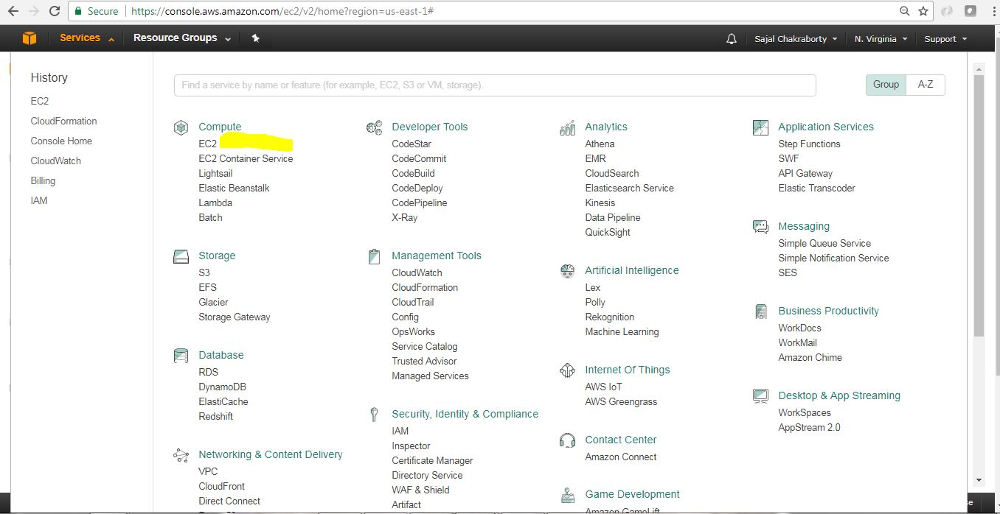 Secure
https://console.aws.amazon.com/ec2/v2/home?region=us-east-1#
Services
Resource Groups
Sajal Chakraborty
N. Virginia
Support
History
EC2
CloudFormation
Console Home
CloudWatch
Billing
IAM
Find a service by name or feature (for example, EC2, S3 or VM, storage).
Group
A-Z
Compute
EC2
EC2 Container Service
Lightsail
Elastic Beanstalk
Lambda
Batch
Storage
S3
EFS
Glacier
Storage Gateway
Database
RDS
DynamoDB
ElastiCache
Redshift
Networking & Content Delivery
VPC
CloudFront
Direct Connect
Developer Tools
CodeStar
CodeCommit
CodeBuild
CodeDeploy
CodePipeline
X-Ray
Management Tools
CloudWatch
CloudFormation
CloudTrail
Config
OpsWorks
Service Catalog
Trusted Advisor
Managed Services
Security, Identity & Compliance
IAM
Inspector
Certificate Manager
Directory Service
WAF & Shield
Artifact
Analytics
Athena
EMR
CloudSearch
Elasticsearch Service
Kinesis
Data Pipeline
QuickSight
Artificial Intelligence
Lex
Polly
Rekognition
Machine Learning
Internet Of Things
AWS IoT
AWS Greengrass
Contact Center
Amazon Connect
Game Development
Amazon GameLift
Application Services
Step Functions
SWF
API Gateway
Elastic Transcoder
Messaging
Simple Queue Service
Simple Notification Service
SES
Business Productivity
WorkDocs
WorkMail
Amazon Chime
Desktop & App Streaming
WorkSpaces
AppStream 2.0